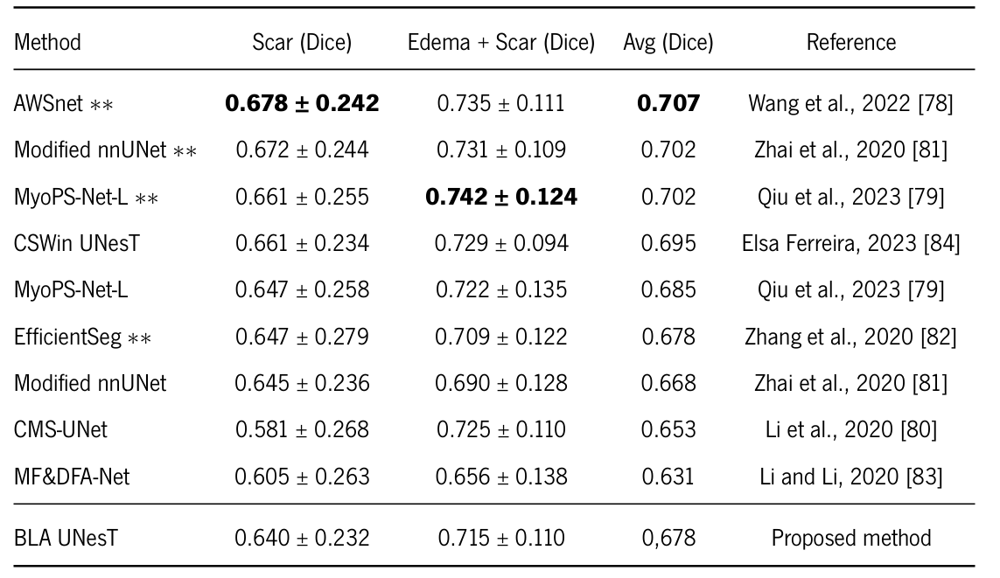 Method Scar (Dice) Edema + Scar (Dice) Avg (Dice) Reference
AWSnet ** 0.678 ± 0.242 0.735 ± 0.111 0.707 Wang et al., 2022 [78]
Modified nnUNet ** 0.672 ± 0.244 0.731 ± 0.109 0.702 Zhai et al., 2020 [81]
MyoPS-Net-L ** 0.661 ± 0.255 0.742 ± 0.124 0.702 Qiu et al., 2023 [79]
CSWin UNesT 0.661 ± 0.234 0.729 ± 0.094 0.695 Elsa Ferreira, 2023 [84]
MyoPS-Net-L 0.647 ± 0.258 0.722 ± 0.135 0.685 Qiu et al., 2023 [79]
EfficientSeg ** 0.647 ± 0.279 0.709 ± 0.122 0.678 Zhang et al., 2020 [82]
Modified nnUNet 0.645 ± 0.236 0.690 ± 0.128 0.668 Zhai et al., 2020 [81]
CMS-UNet 0.581 ± 0.268 0.725 ± 0.110 0.653 Li et al., 2020 [80]
MF&DFA-Net 0.605 ± 0.263 0.656 ± 0.138 0.631 Li and Li, 2020 [83]
BLA UNesT 0.640 ± 0.232 0.715 ± 0.110 0,678 Proposed method